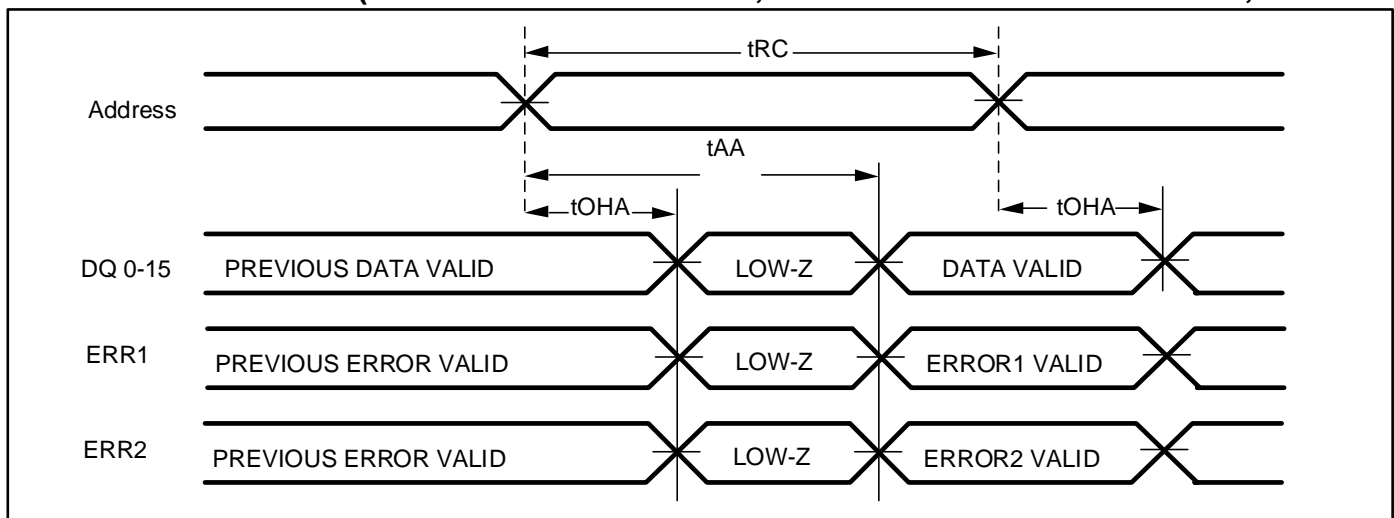 tRC
Address
tAA
tOHA
tOHA
DQ 0-15 PREVIOUS DATA VALID LOW-Z DATA VALID
ERR1 PREVIOUS ERROR VALID LOW-Z ERROR1 VALID
ERR2 PREVIOUS ERROR VALID LOW-Z ERROR2 VALID